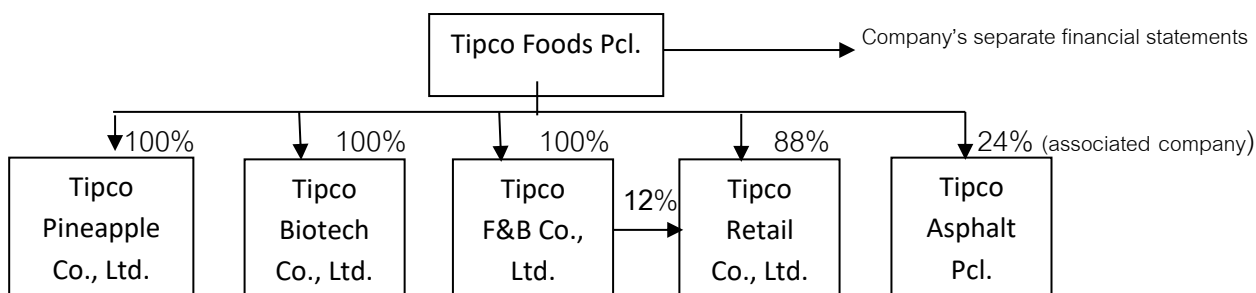 Tipco Foods Pcl.
Company's separate financial statements
100%
100%
100%
88%
24% (associated company)
Tipco
Pineapple
Co., Ltd.
Tipco
Biotech
Co., Ltd.
Tipco
F&B Co.,
Ltd.
12%
Tipco
Retail
Co., Ltd.
Tipco
Asphalt
Pcl.